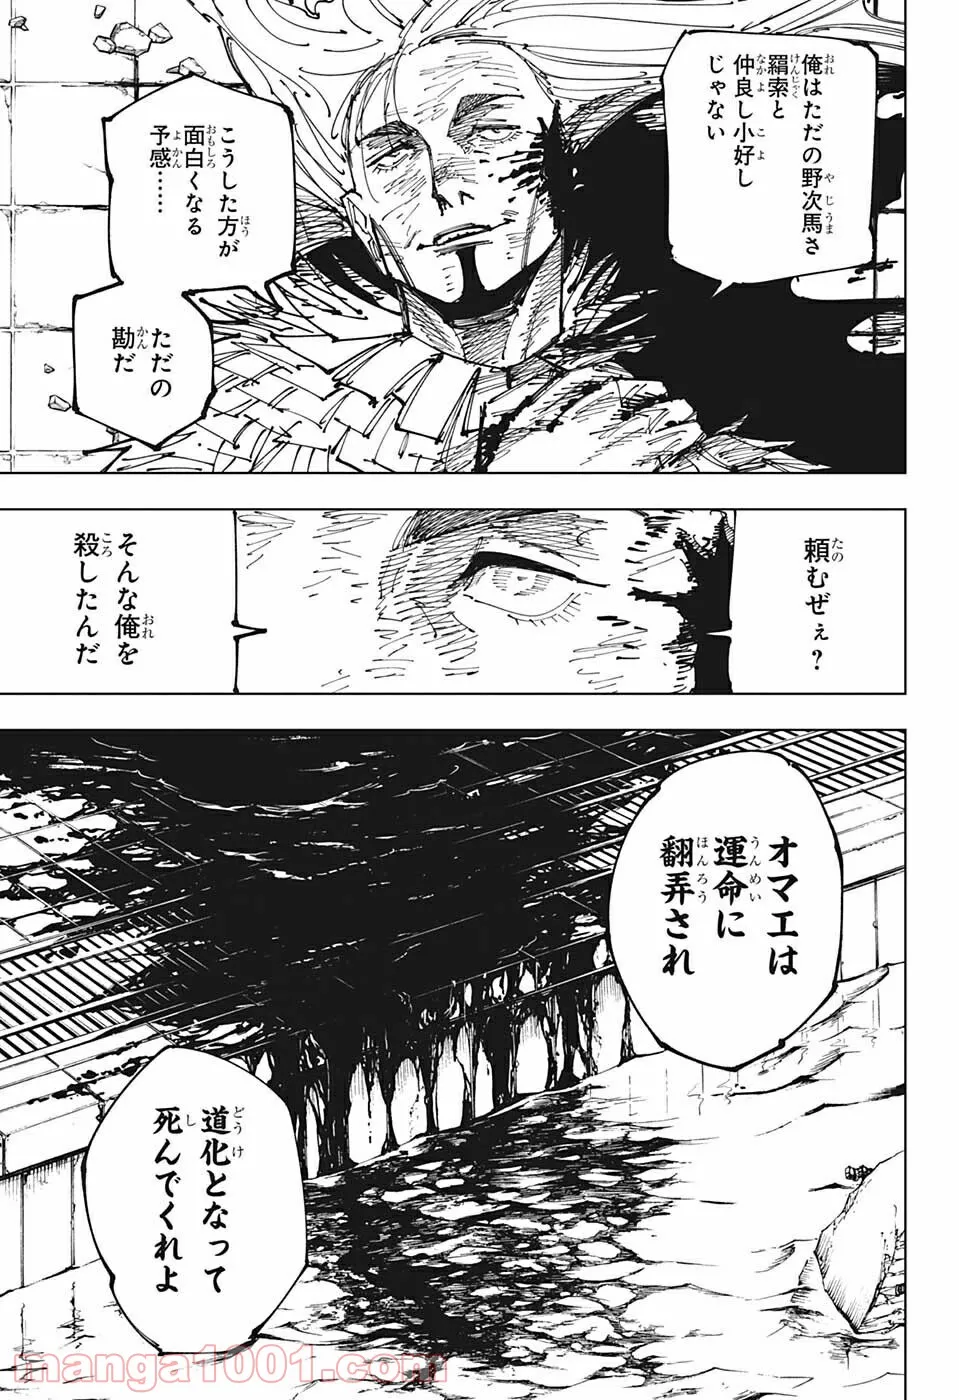 俺はただの野次馬さ
羂索と
仲良し小好し
じゃない
こうした方が
面白くなる
予感……
ただの
勘だ
頼むぜぇ?
そんな俺を
殺したんだ
オマエは
運命に
翻弄され
道化となって
死んでくれよ
manga1001.com